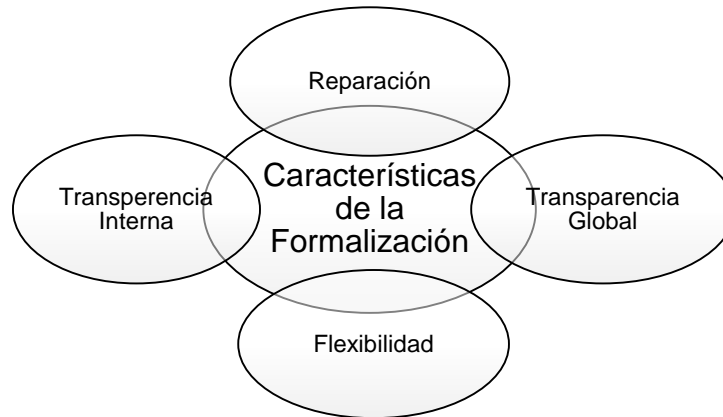 Reparación
Transperencia
Interna
Características
de la
Formalización
Transparencia
Global
Flexibilidad